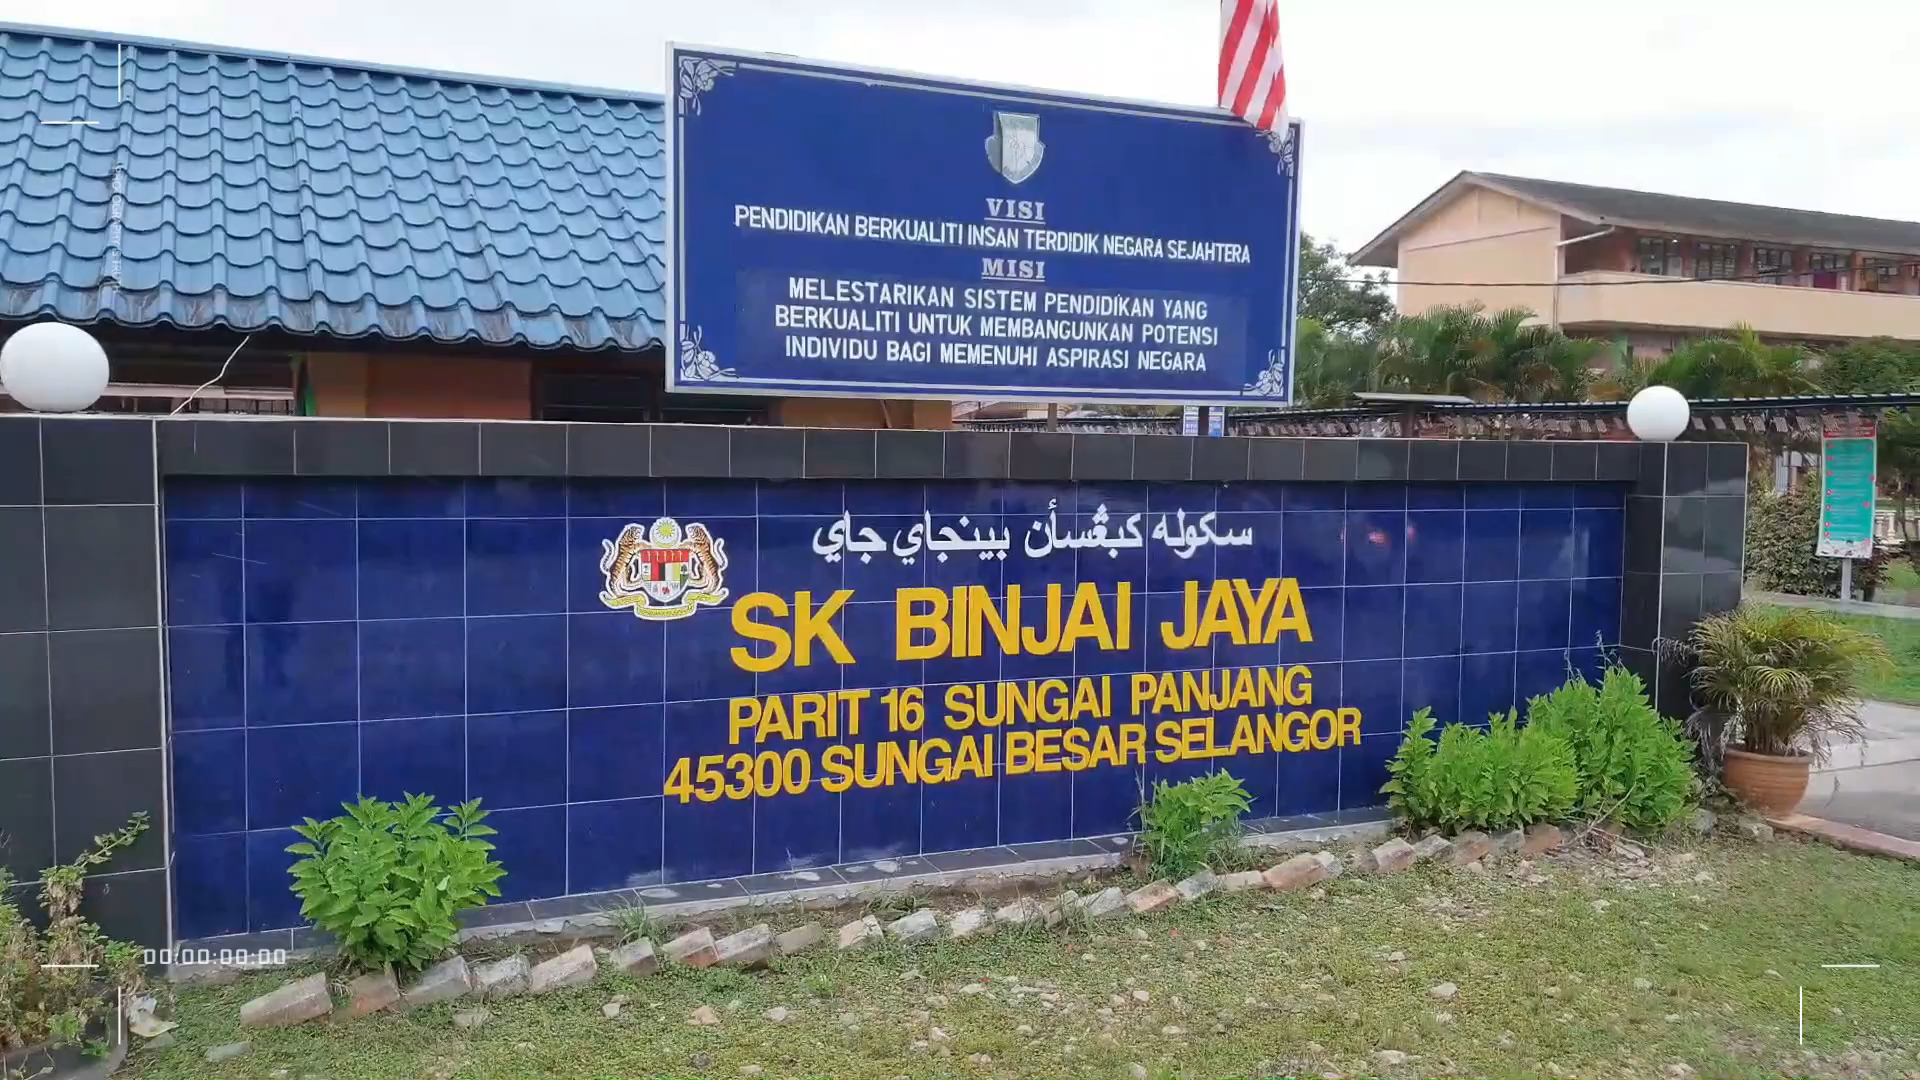 VISI
PENDIDIKAN BERKUALITI INSAN TERDIDIK NEGARA SEJAHTERA
MISI
MELESTARIKAN SISTEM PENDIDIKAN YANG
BERKUALITI UNTUK MEMBANGUNKAN POTENSI
INDIVIDU BAGI MEMENUHI ASPIRASI NEGARA
سكوله كبڠسأن بينجاي جاي
SK BINJAI JAYA
PARIT 16 SUNGAI PANJANG
45300 SUNGAI BESAR SELANGOR
00:00:00:00